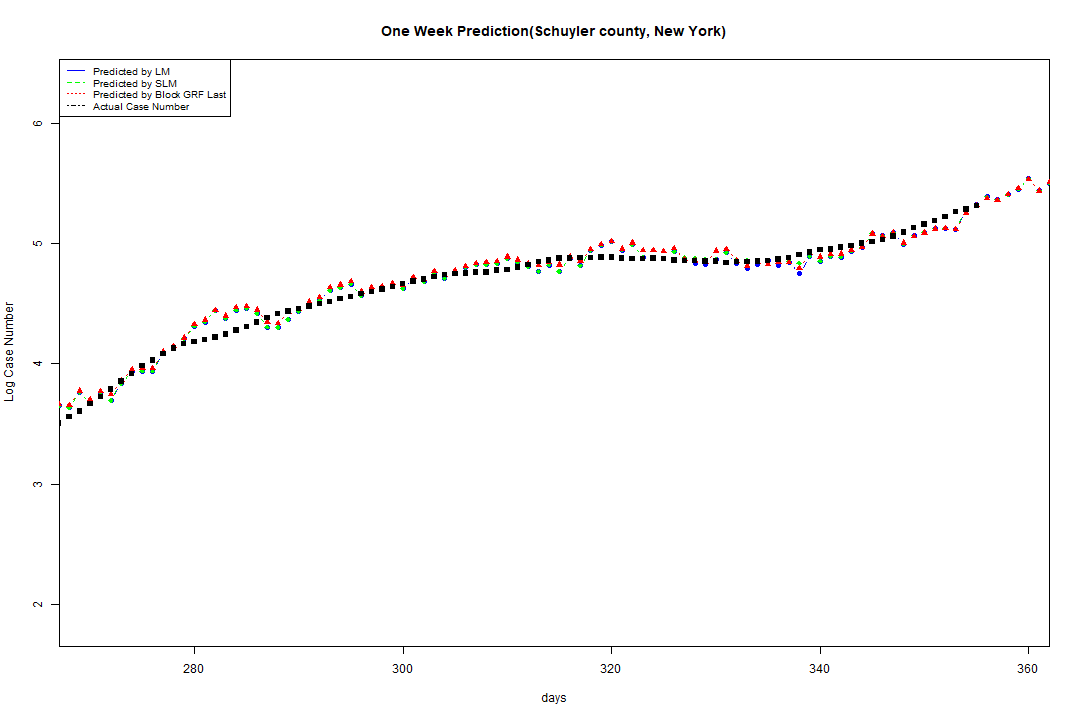 One Week Prediction(Schuyler county, New York)
Predicted by LM
Predicted by SLM
Predicted by Block GRF Last
Actual Case Number
6
5
4
3
2
Log Case Number
280 300 320 340 360
days